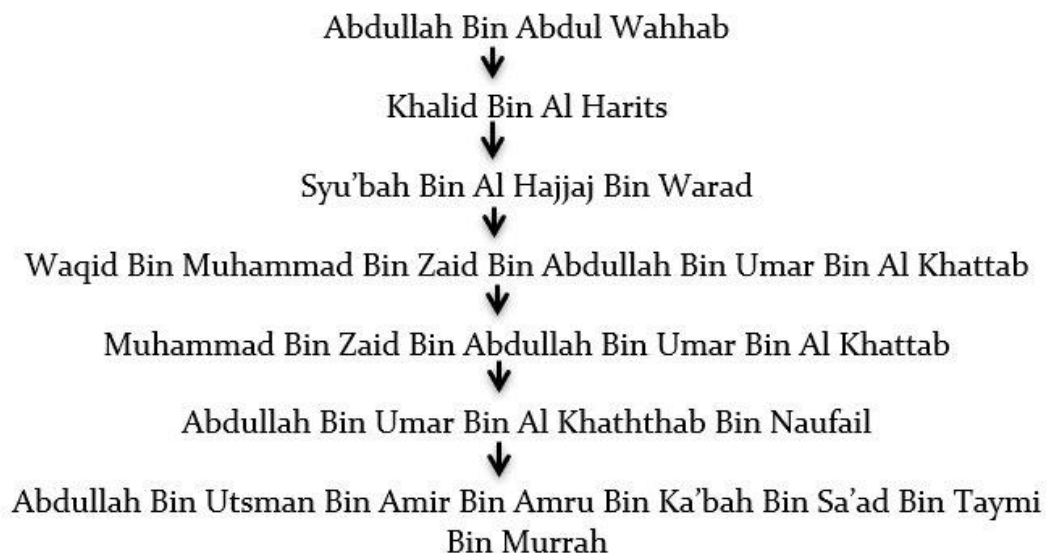 Abdullah Bin Abdul Wahhab
Khalid Bin Al Harits
Syu’bah Bin Al Hajjaj Bin Warad
Waqid Bin Muhammad Bin Zaid Bin Abdullah Bin Umar Bin Al Khattab
Muhammad Bin Zaid Bin Abdullah Bin Umar Bin Al Khattab
Abdullah Bin Umar Bin Al Khaththab Bin Naufail
Abdullah Bin Utsman Bin Amir Bin Amru Bin Ka’bah Bin Sa’ad Bin Taymi
Bin Murrah